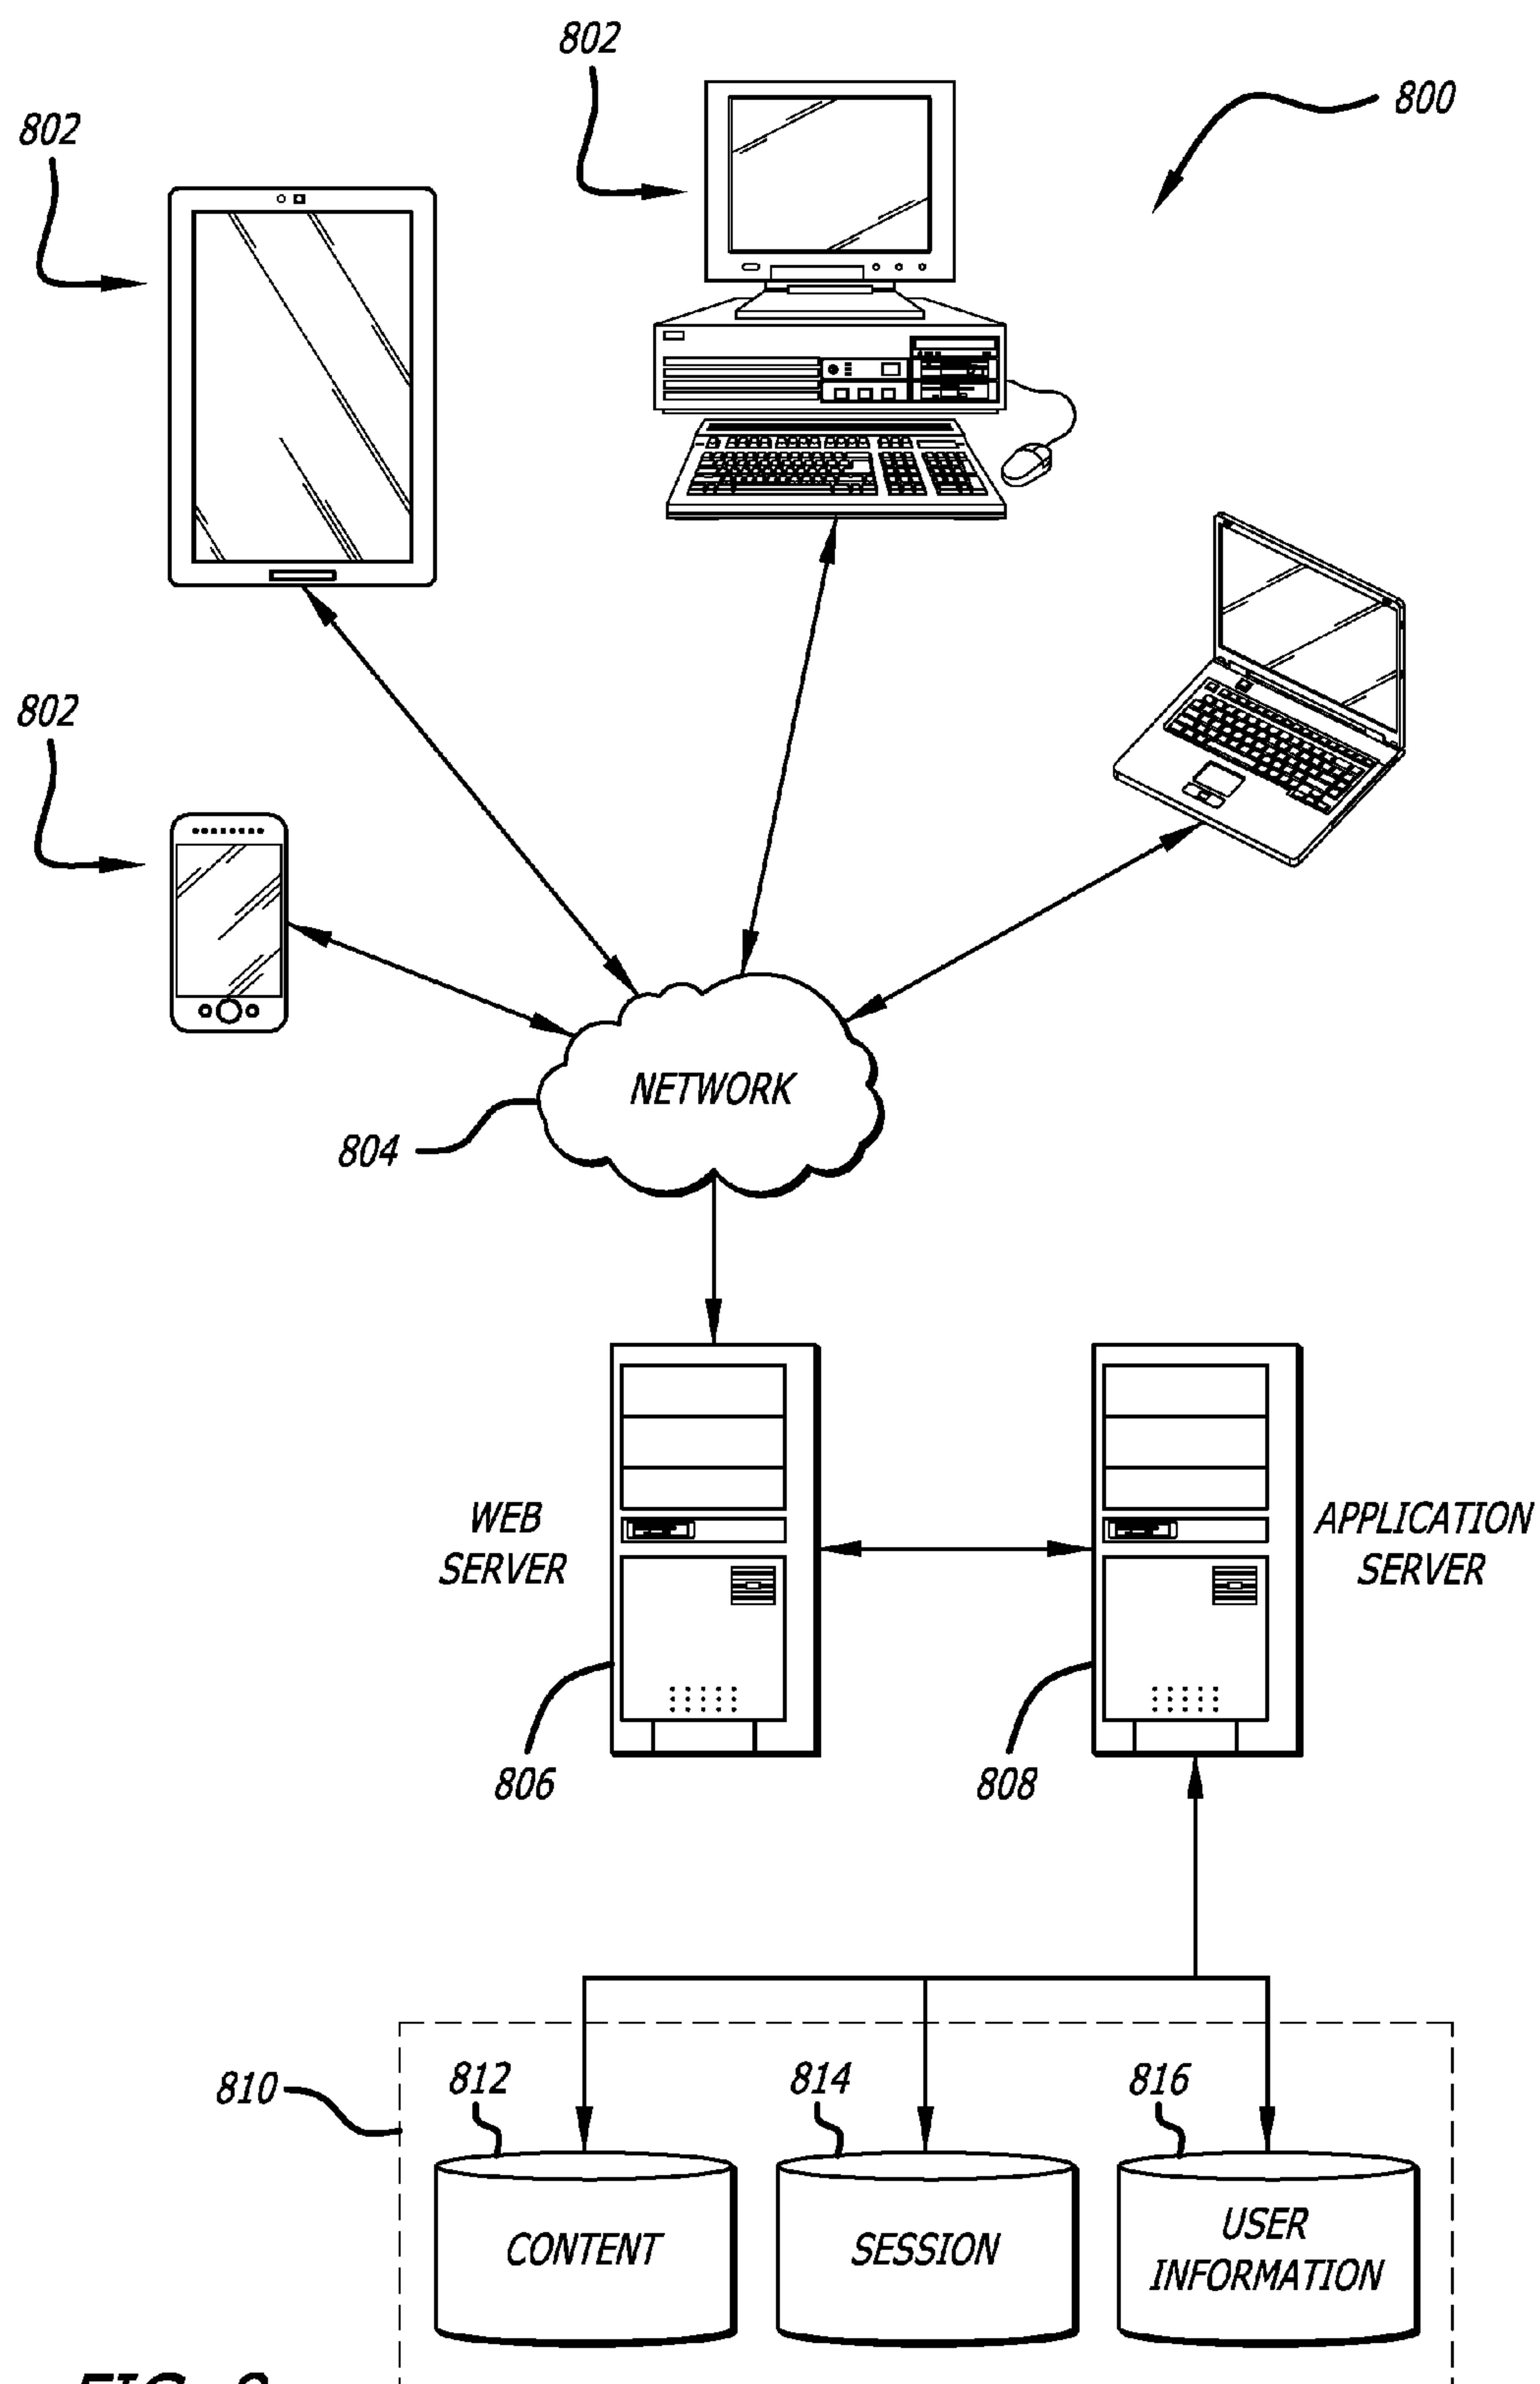 802
800
802
802
NETWORK
804
WEB
SERVER
APPLICATION
SERVER
806
808
810
812
814
816
CONTENT
SESSION
USER
INFORMATION